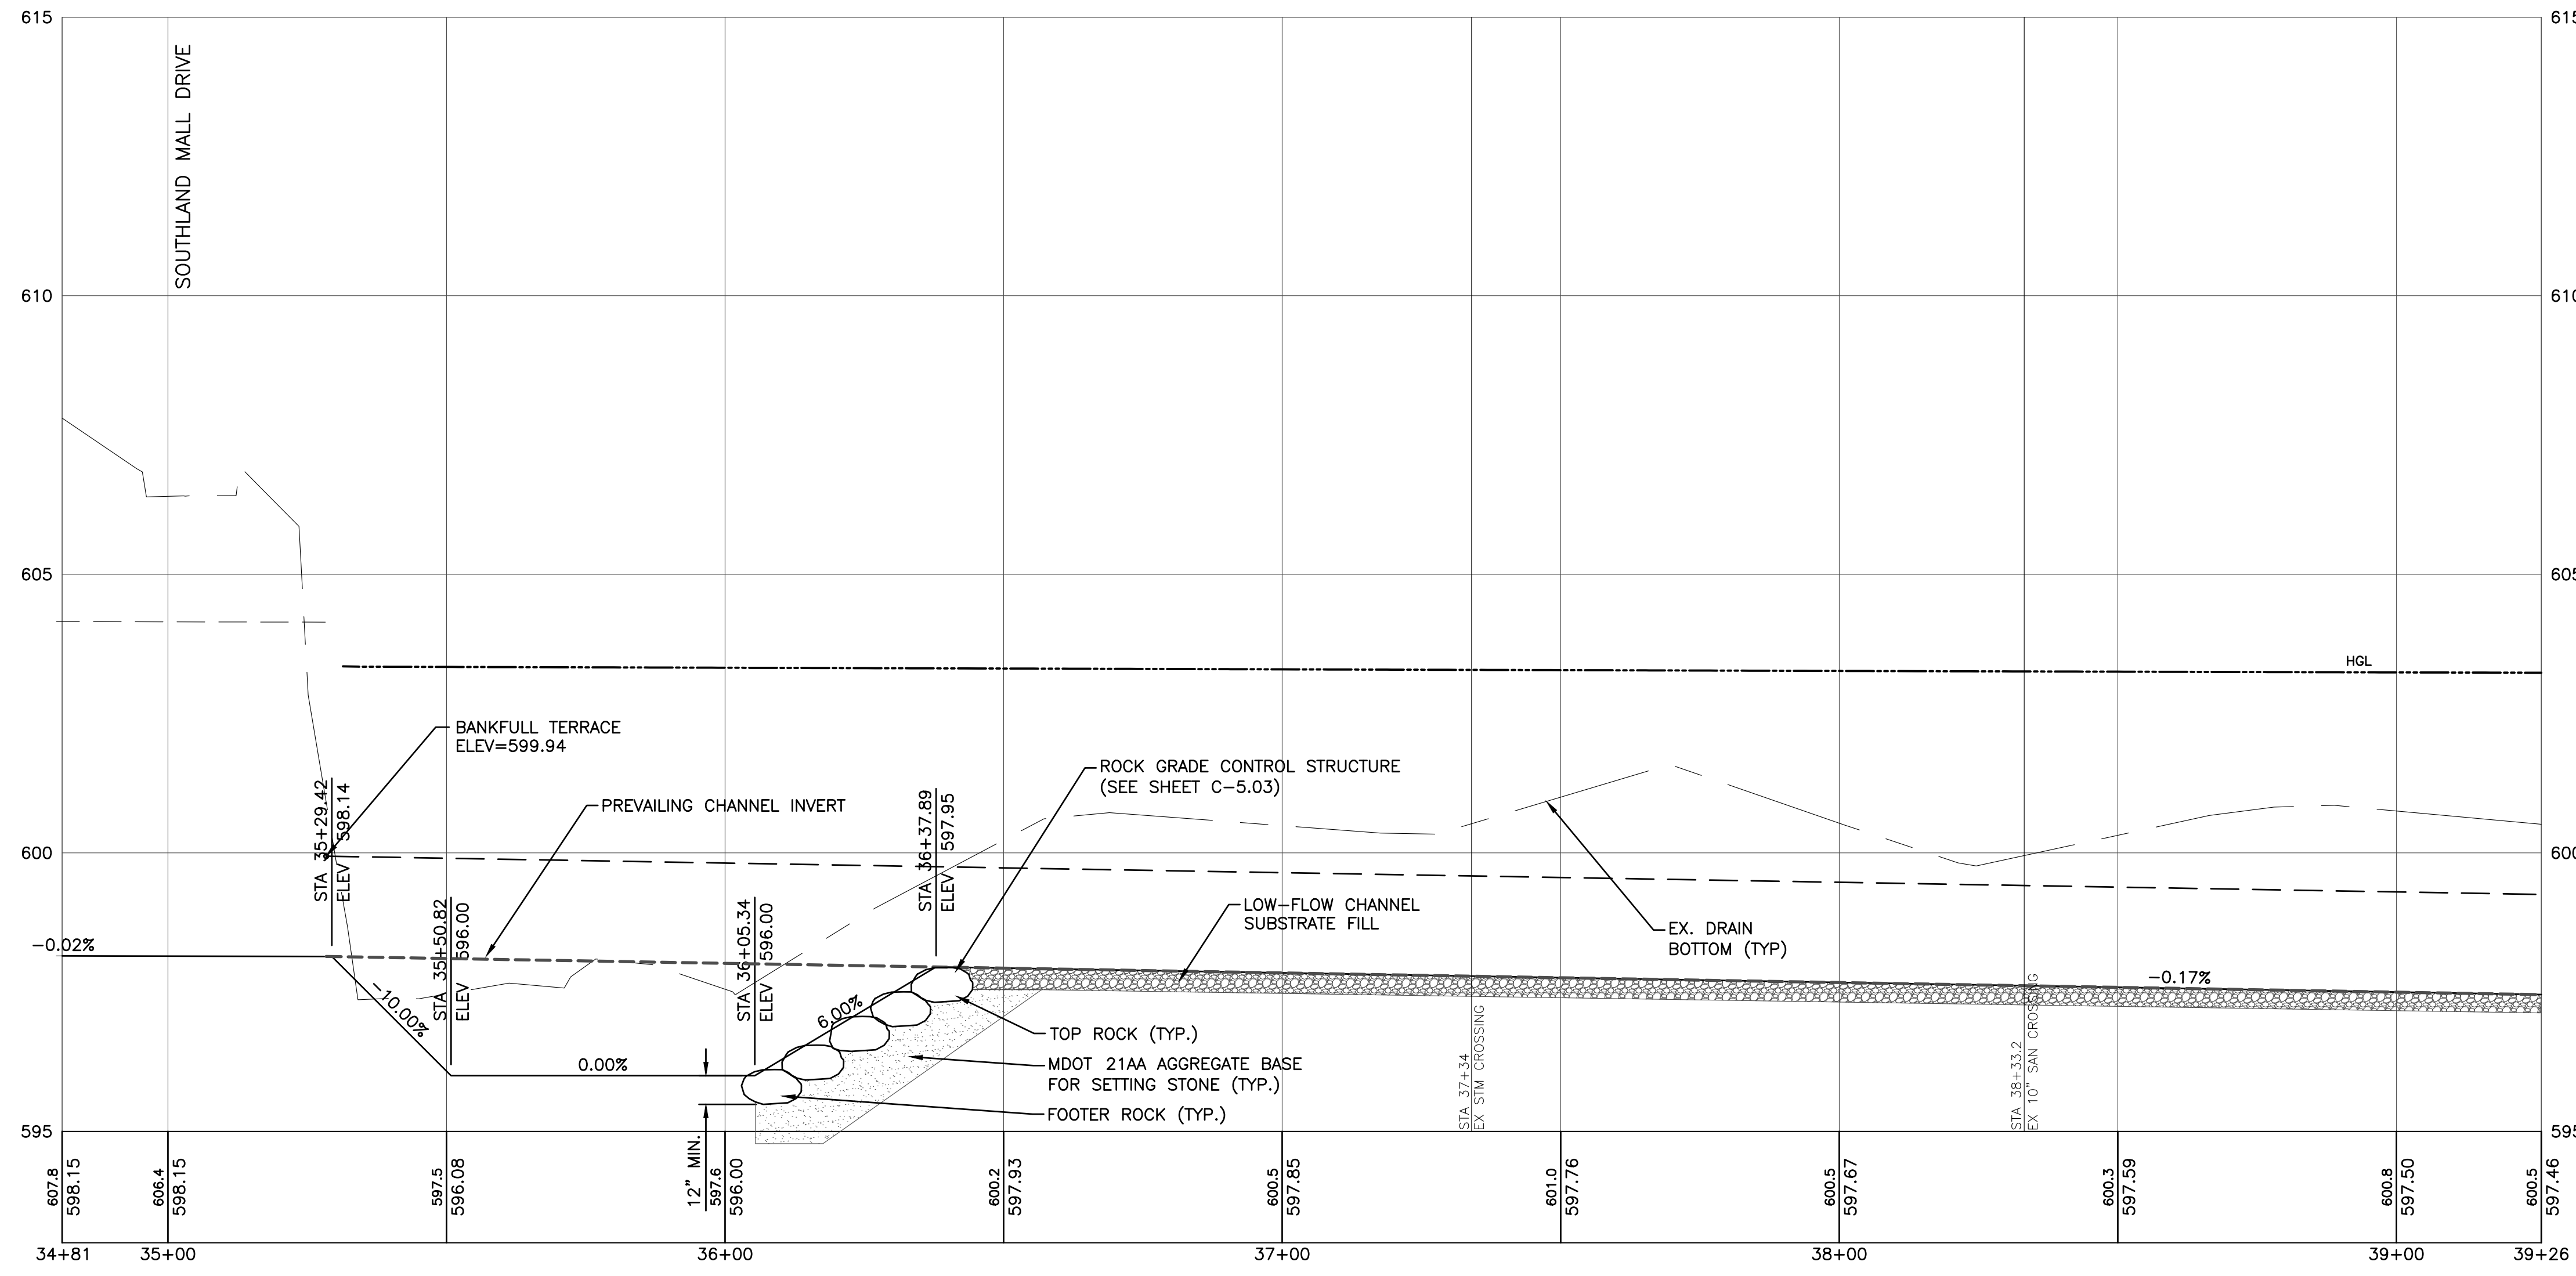 615
615
SOUTHLAND MALL DRIVE
610
610
605
605
HGL
BANKFULL TERRACE
ELEV=599.94
ROCK GRADE CONTROL STRUCTURE
(SEE SHEET C-5.03)
STA 35+29.42
ELEV 598.14
PREVAILING CHANNEL INVERT
STA 36+37.89
ELEV 597.95
600
600
LOW-FLOW CHANNEL
SUBSTRATE FILL
EX. DRAIN
BOTTOM (TYP)
-0.02%
STA 35+50.82
ELEV 596.00
STA 36+05.34
ELEV 596.00
-10.00%
6.00%
-0.17%
0.00%
TOP ROCK (TYP.)
MDOT 21AA AGGREGATE BASE
FOR SETTING STONE (TYP.)
FOOTER ROCK (TYP.)
STA 37+34
EX STM CROSSING
STA 38+33.2
EX 10" SAN CROSSING
595
595
12" MIN.
607.8
598.15
606.4
598.15
597.5
596.08
597.6
596.00
600.2
597.93
600.5
597.85
601.0
597.76
600.5
597.67
600.3
597.59
600.8
597.50
600.5
597.46
34+81
35+00
36+00
37+00
38+00
39+00
39+26